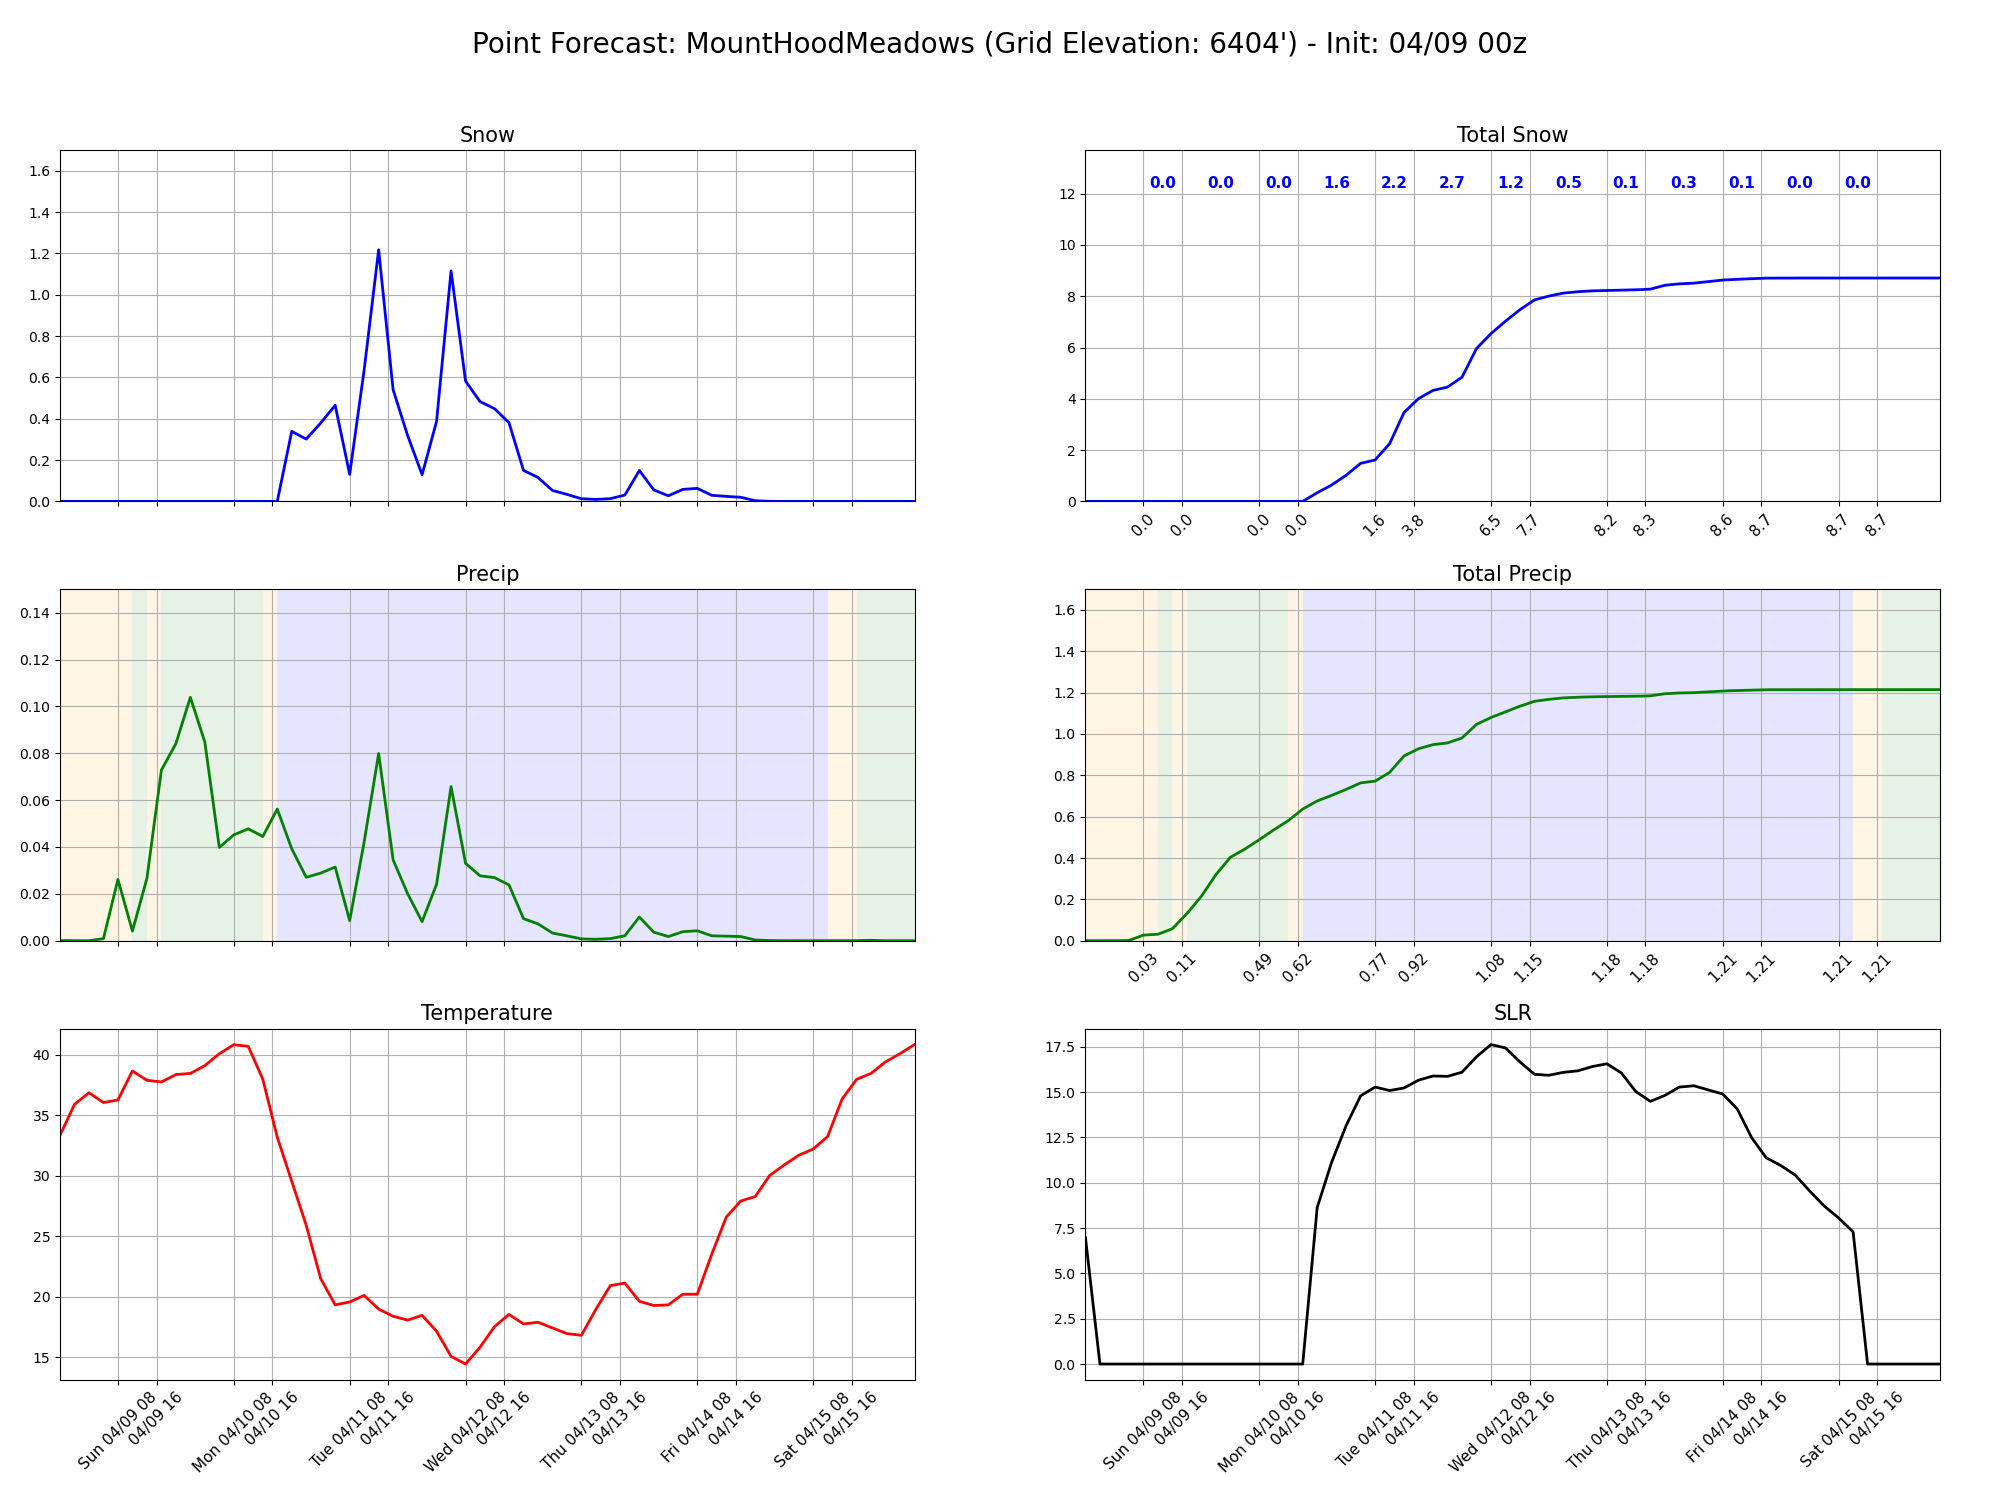 Point Forecast: MountHoodMeadows (Grid Elevation: 6404') - Init: 04/09 00z
Snow
1.6
1.4
1.2
1.0
0.8
0.6
0.4
0.2
0.0
Total Snow
0.0 0.0 0.0 1.6 2.2 2.7 1.2 0.5 0.1 0.3 0.1 0.0 0.0
12
10
8
6
4
2
0
0.0 0.0 0.0 0.0 1.6 3.8 6.5 7.7 8.2 8.3 8.6 8.7 8.7 8.7
Precip
0.14
0.12
0.10
0.08
0.06
0.04
0.02
0.00
Total Precip
1.6
1.4
1.2
1.0
0.8
0.6
0.4
0.2
0.0
0.03 0.11 0.49 0.62 0.77 0.92 1.08 1.15 1.18 1.18 1.21 1.21 1.21 1.21
Temperature
40
35
30
25
20
15
Sun 04/09 08
04/09 16
Mon 04/10 08
04/10 16
Tue 04/11 08
04/11 16
Wed 04/12 08
04/12 16
Thu 04/13 08
04/13 16
Fri 04/14 08
04/14 16
Sat 04/15 08
04/15 16
SLR
17.5
15.0
12.5
10.0
7.5
5.0
2.5
0.0
Sun 04/09 08
04/09 16
Mon 04/10 08
04/10 16
Tue 04/11 08
04/11 16
Wed 04/12 08
04/12 16
Thu 04/13 08
04/13 16
Fri 04/14 08
04/14 16
Sat 04/15 08
04/15 16